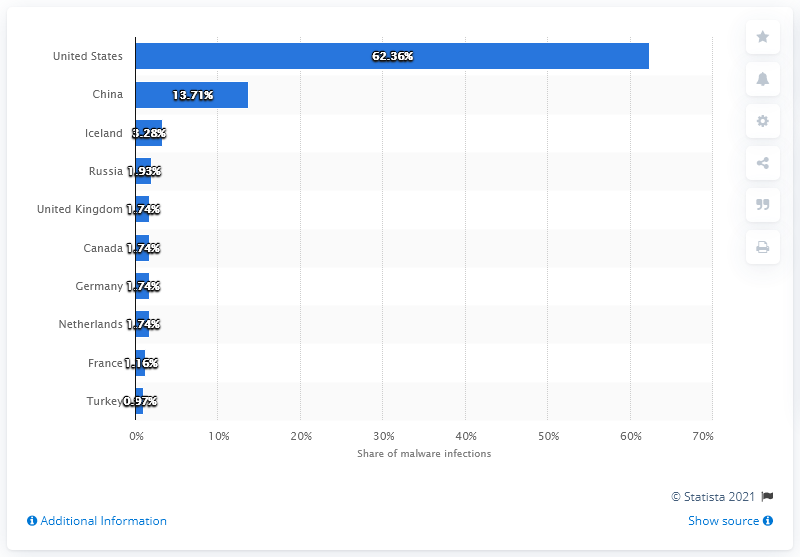 United States 62.36%
China 13.71%
Iceland 3.28%
Russia 1.93%
United Kingdom 1.74%
Canada 1.74%
Germany 1.74%
Netherlands 1.74%
France 1.16%
Turkey 0.97%
0% 10% 20% 30% 40% 50% 60% 70%
Share of malware infections
© Statista 2021
Additional Information Show source